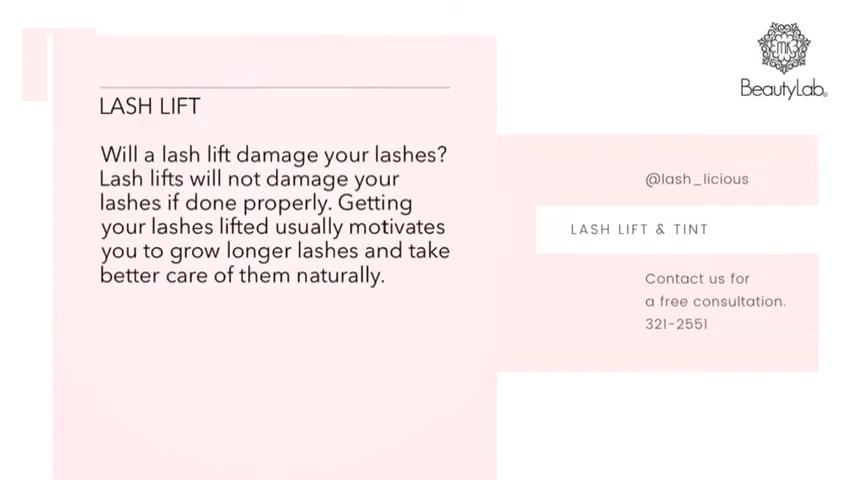 MK
BeautyLab®
LASH LIFT
Will a lash lift damage your lashes?
Lash lifts will not damage your
lashes if done properly. Getting
your lashes lifted usually motivates
you to grow longer lashes and take
better care of them naturally.
@lash_licious
LASH LIFT & TINT
Contact us for
a free consultation.
321-2551